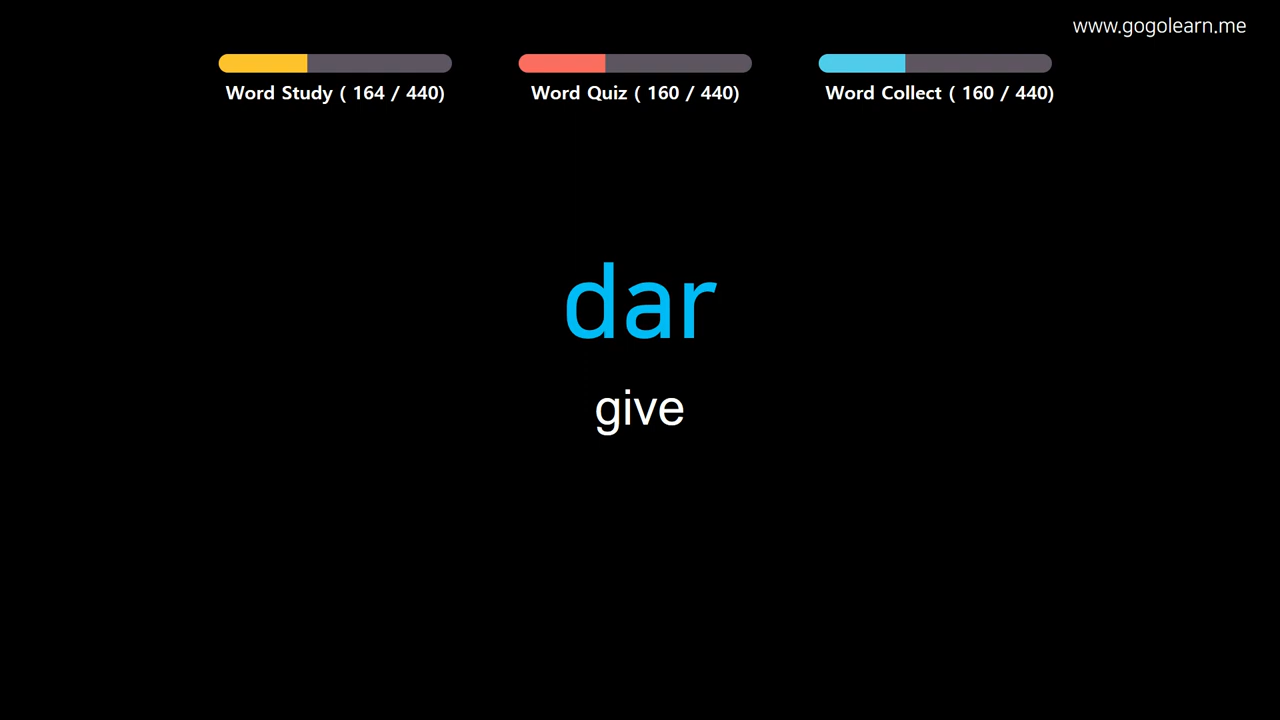 www.gogolearn.me
Word Study ( 164 / 440)
Word Quiz ( 160 / 440)
Word Collect ( 160 / 440)
dar
give